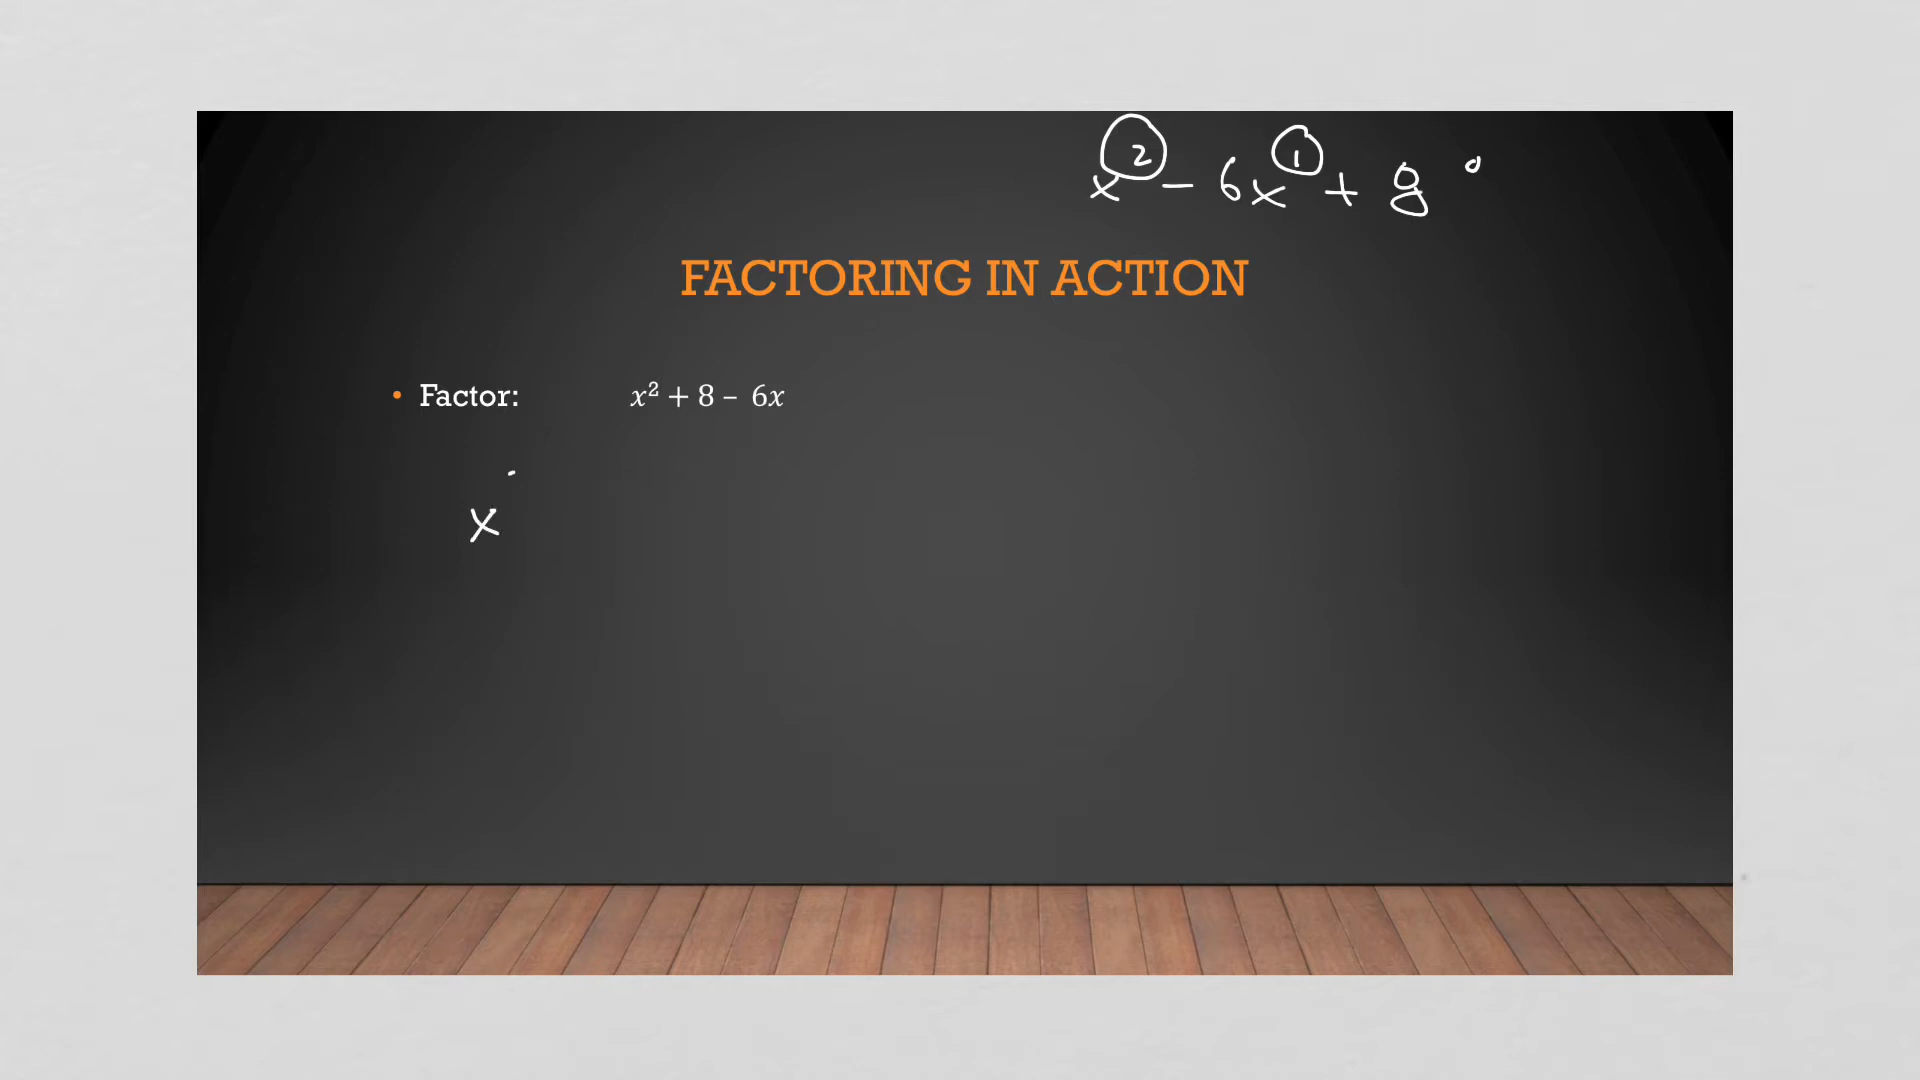 x² - 6x¹ + 8 ⁰
FACTORING IN ACTION
• Factor: x² + 8 – 6x
x